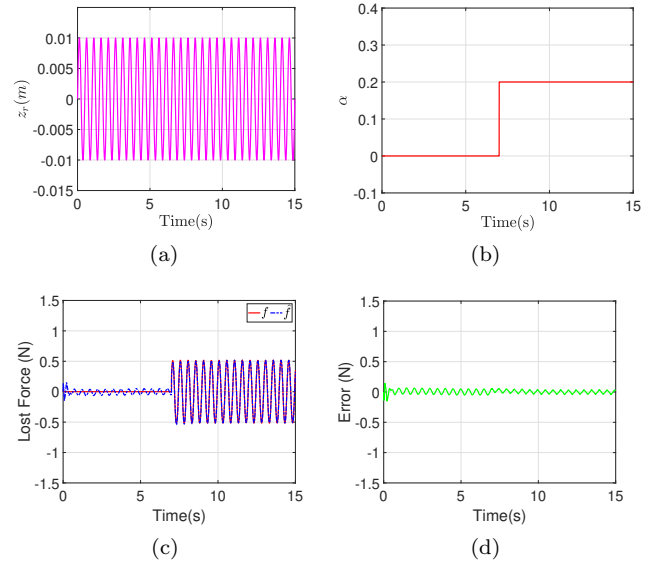 0.01
0.005
0
-0.005
-0.01
-0.015
z_r(m)
0 5 10 15
Time(s)
(a)
0.4
0.3
0.2
0.1
0
-0.1
α
0 5 10 15
Time(s)
(b)
1.5
1
0.5
0
-0.5
-1
-1.5
Lost Force (N)
f f̂
0 5 10 15
Time(s)
(c)
1.5
1
0.5
0
-0.5
-1
-1.5
Error (N)
0 5 10 15
Time(s)
(d)